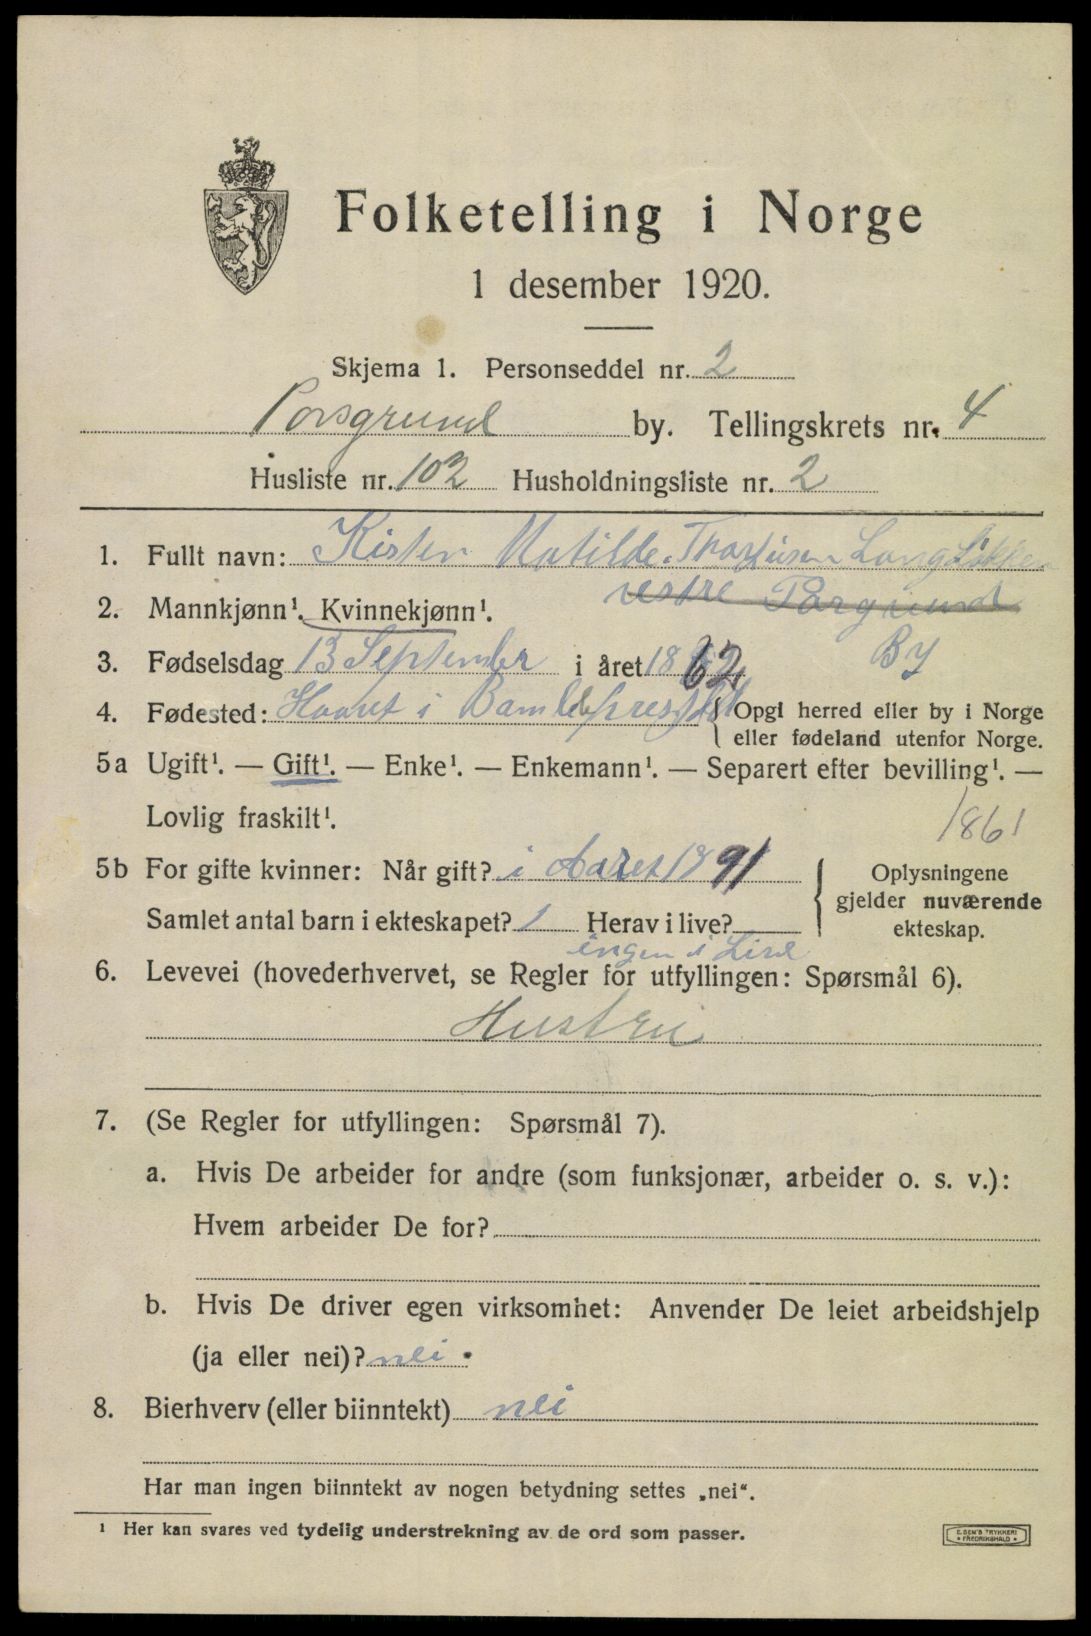 Folketelling i Norge
1 desember 1920.
Skjema 1. Personseddel nr. 2
Porsgrund by. Tellingskrets nr. 4
Husliste nr. 102 Husholdningsliste nr. 2
1. Fullt navn: Kisten Matilde
vestre Porgrund
2. Mannkjønn¹. Kvinnekjønn¹.
By
3. Fødselsdag 13 September i året 1862
4. Fødested: i Bamble { Opgi herred eller by i Norge
eller fødeland utenfor Norge.
5a Ugift¹. — Gift¹. — Enke¹. — Enkemann¹. — Separert efter bevilling¹. —
Lovlig fraskilt¹.
1861
5b For gifte kvinner: Når gift? i Aaret 1891
Samlet antal barn i ekteskapet? 1 Herav i live?
ingen i Live
} Oplysningene
gjelder nuværende
ekteskap.
6. Levevei (hovederhvervet, se Regler for utfyllingen: Spørsmål 6).
Hustru
7. (Se Regler for utfyllingen: Spørsmål 7).
a. Hvis De arbeider for andre (som funksjonær, arbeider o. s. v.):
Hvem arbeider De for?
b. Hvis De driver egen virksomhet: Anvender De leiet arbeidshjelp
(ja eller nei)? nei
8. Bierhverv (eller biinntekt) nei
Har man ingen biinntekt av nogen betydning settes „nei".
¹ Her kan svares ved tydelig understrekning av de ord som passer.
E. SEM'S TRYKKERI
FREDRIKSHALD